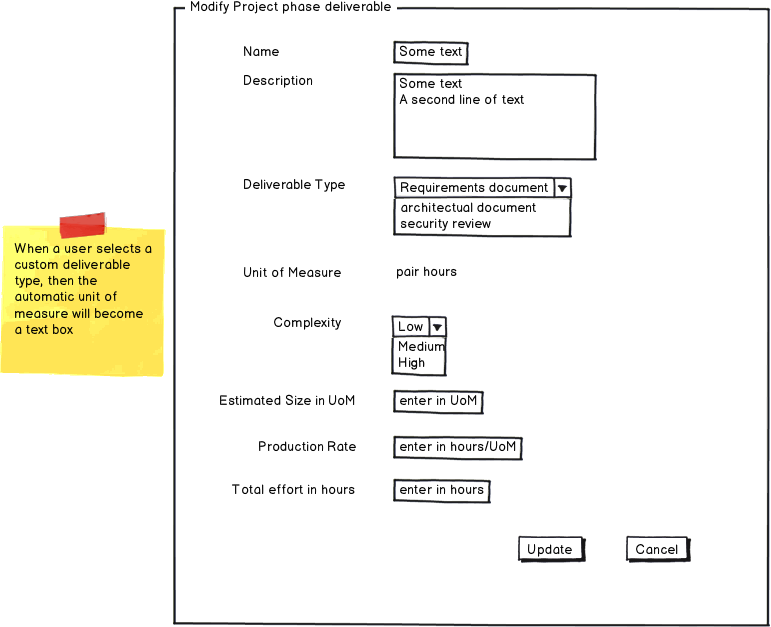 Modify Project phase deliverable
Name
Some text
Description
Some text
A second line of text
Deliverable Type
Requirements document
architectual document
security review
When a user selects a
custom deliverable
type, then the
automatic unit of
measure will become
a text box
Unit of Measure
pair hours
Complexity
Low
Medium
High
Estimated Size in UoM
enter in UoM
Production Rate
enter in hours/UoM
Total effort in hours
enter in hours
Update
Cancel